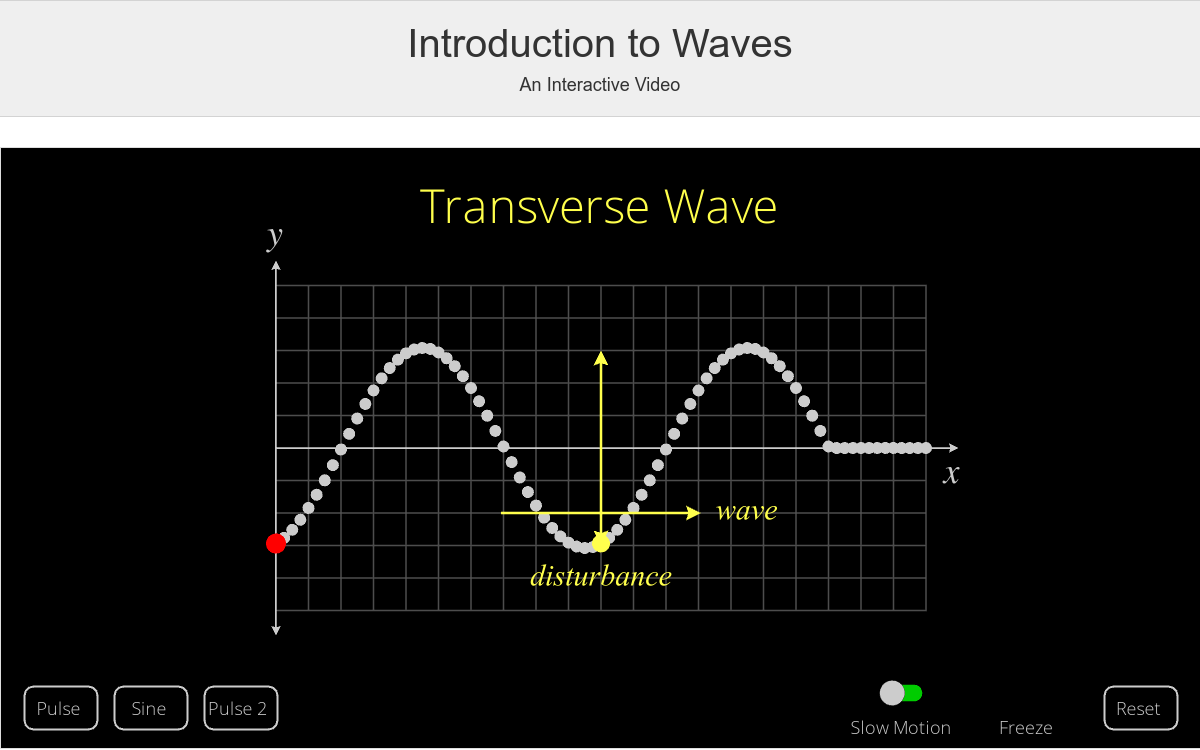 Introduction to Waves
An Interactive Video
Transverse Wave
y
x
wave
disturbance
Pulse
Sine
Pulse 2
Slow Motion
Freeze
Reset